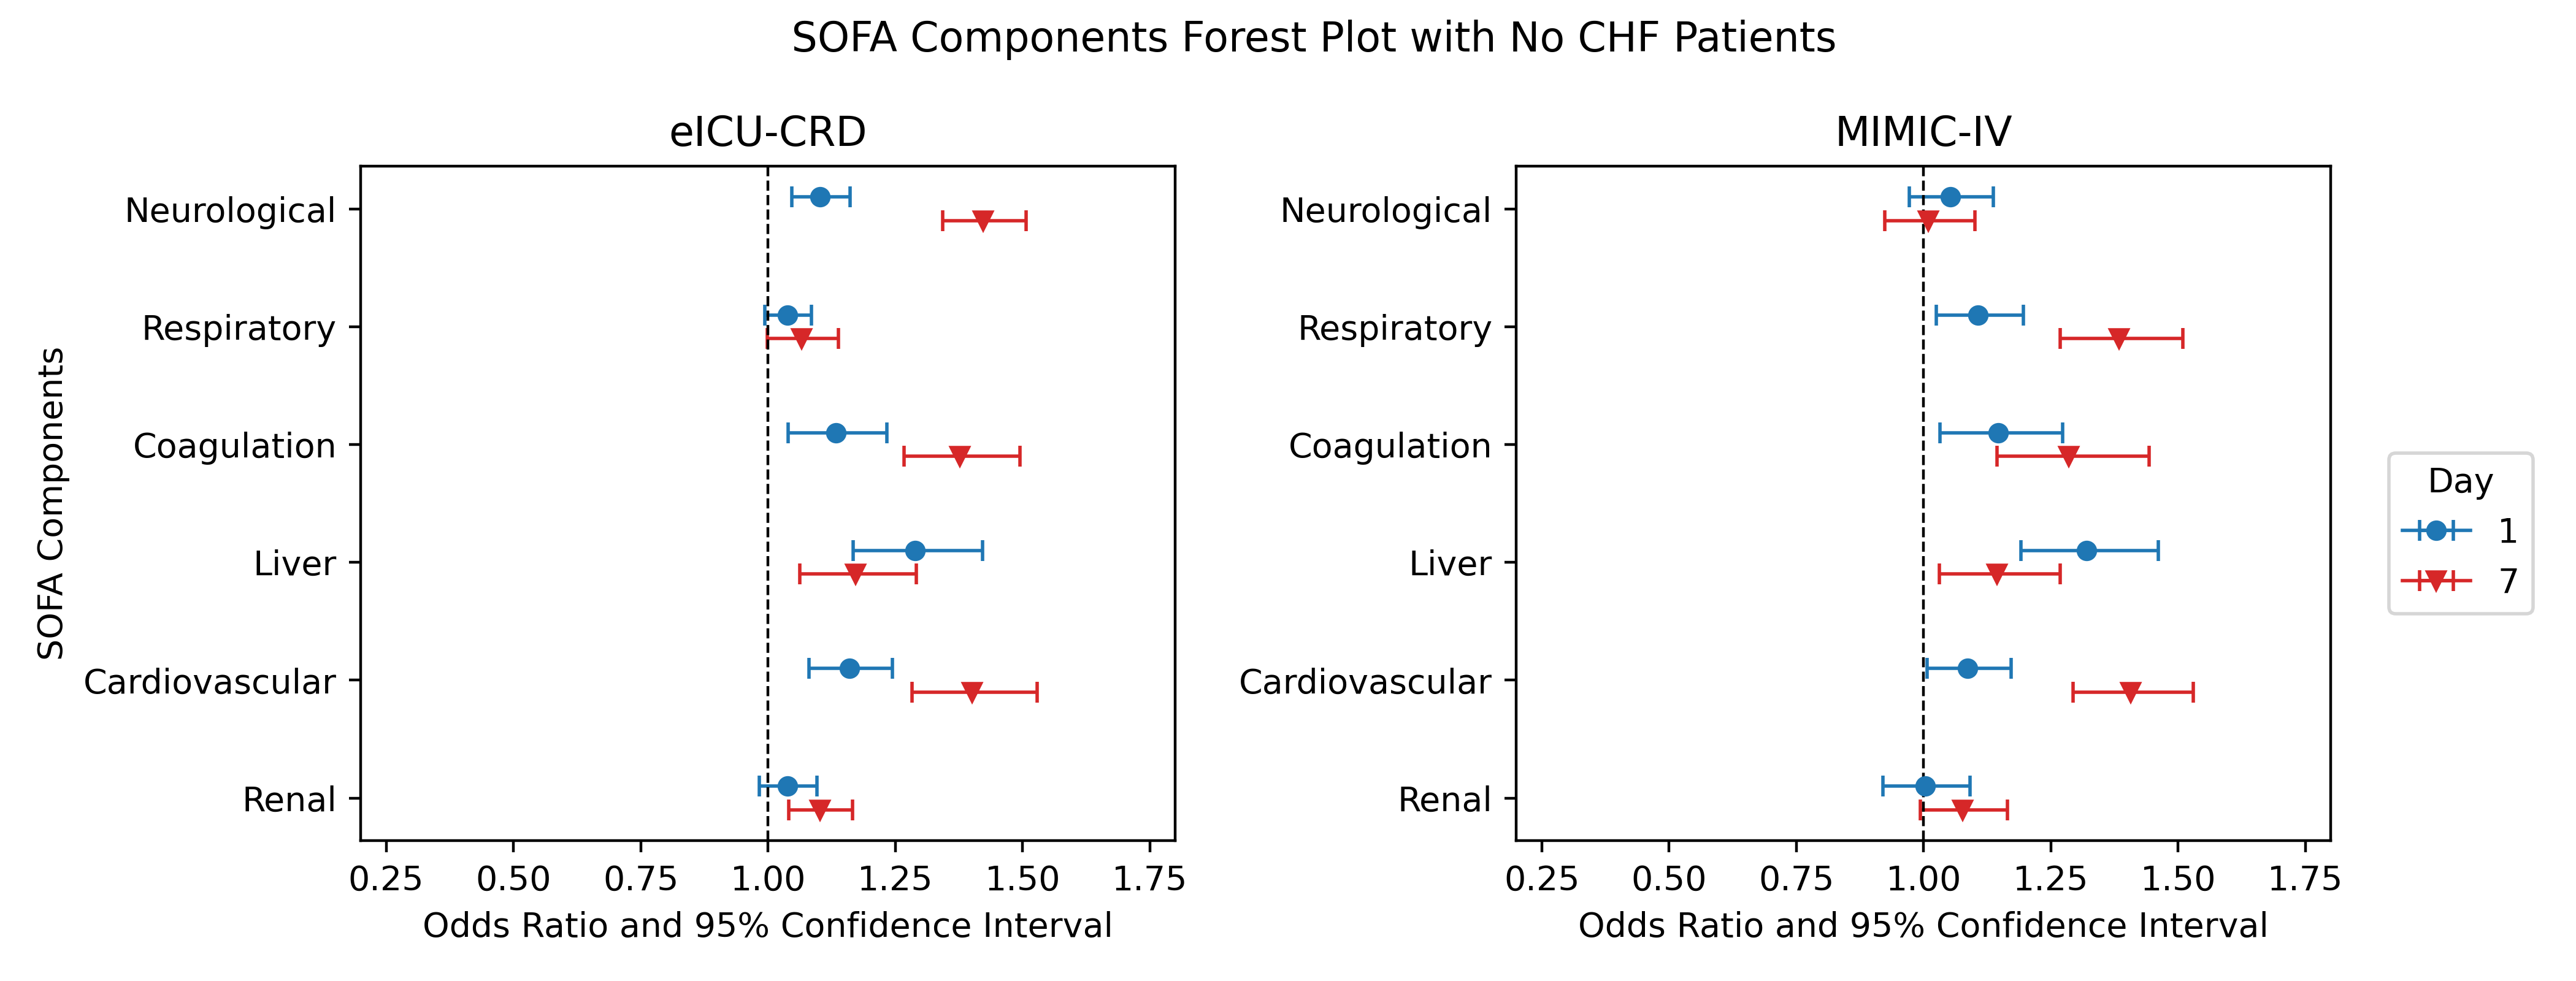 SOFA Components Forest Plot with No CHF Patients
eICU-CRD
SOFA Components
Neurological
Respiratory
Coagulation
Liver
Cardiovascular
Renal
0.25 0.50 0.75 1.00 1.25 1.50 1.75
Odds Ratio and 95% Confidence Interval
MIMIC-IV
Neurological
Respiratory
Coagulation
Liver
Cardiovascular
Renal
0.25 0.50 0.75 1.00 1.25 1.50 1.75
Odds Ratio and 95% Confidence Interval
Day
1
7